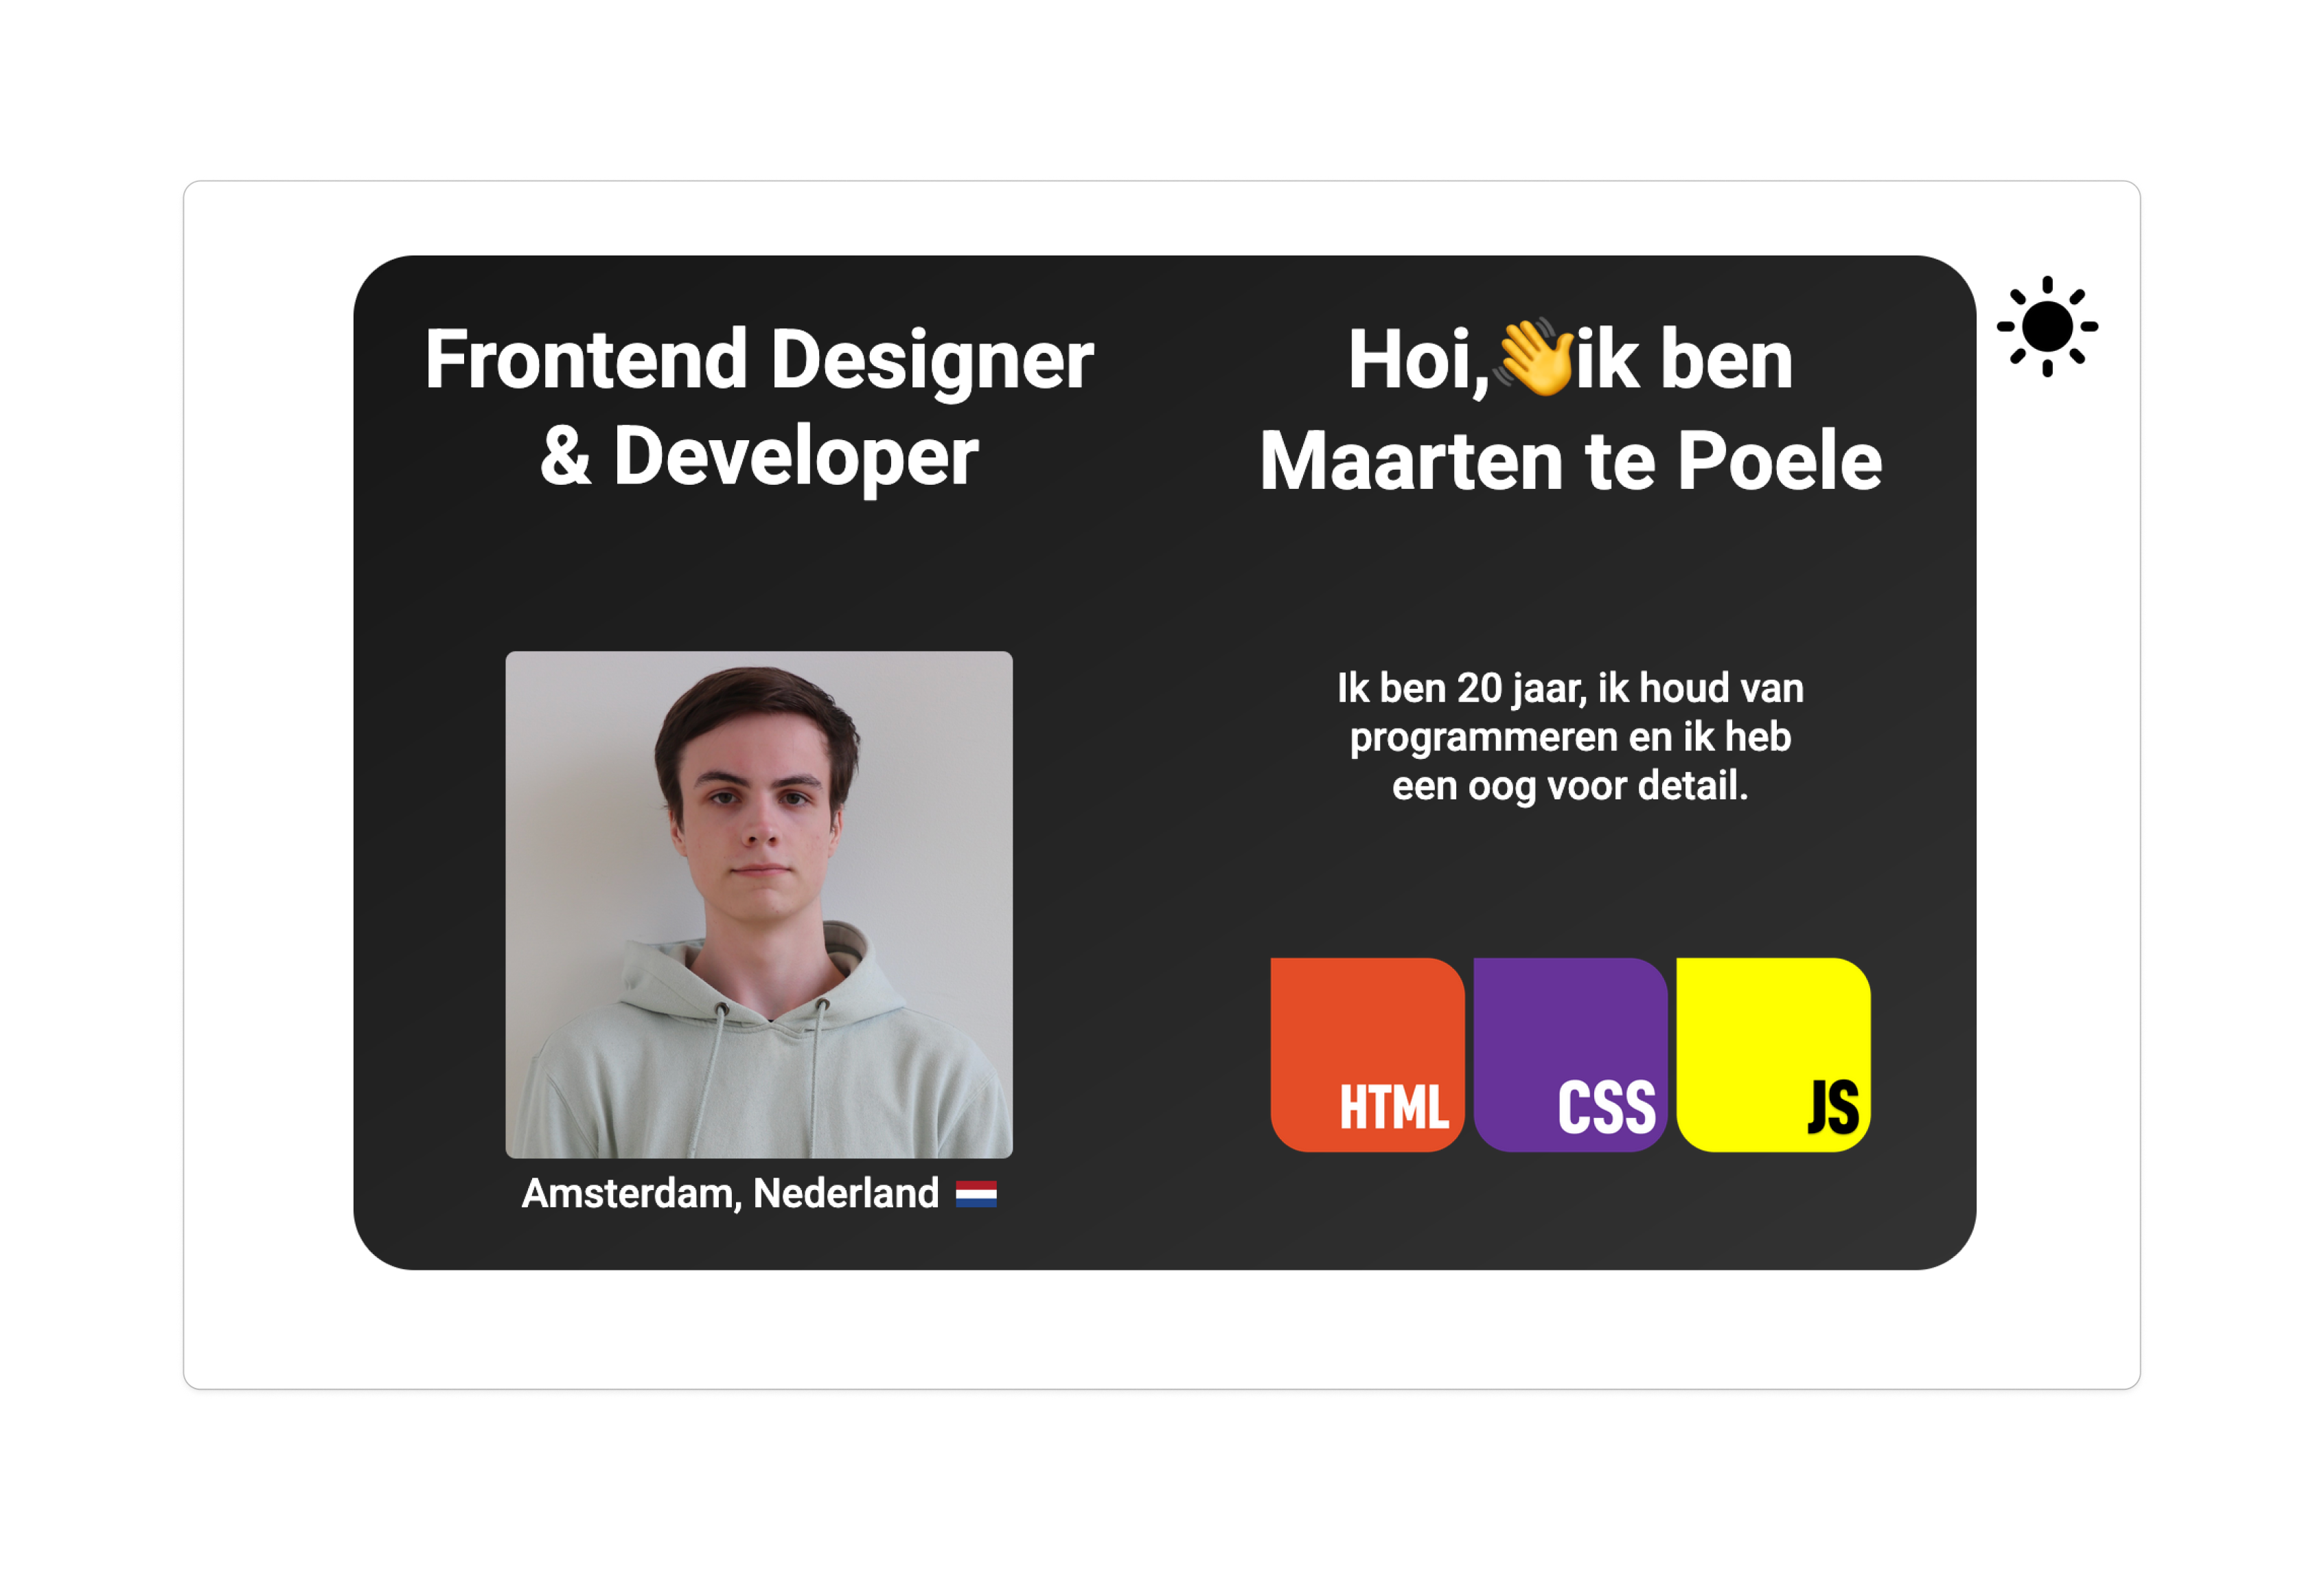 Frontend Designer
& Developer
Amsterdam, Nederland
Hoi,👋ik ben
Maarten te Poele
Ik ben 20 jaar, ik houd van
programmeren en ik heb
een oog voor detail.
HTML
CSS
JS